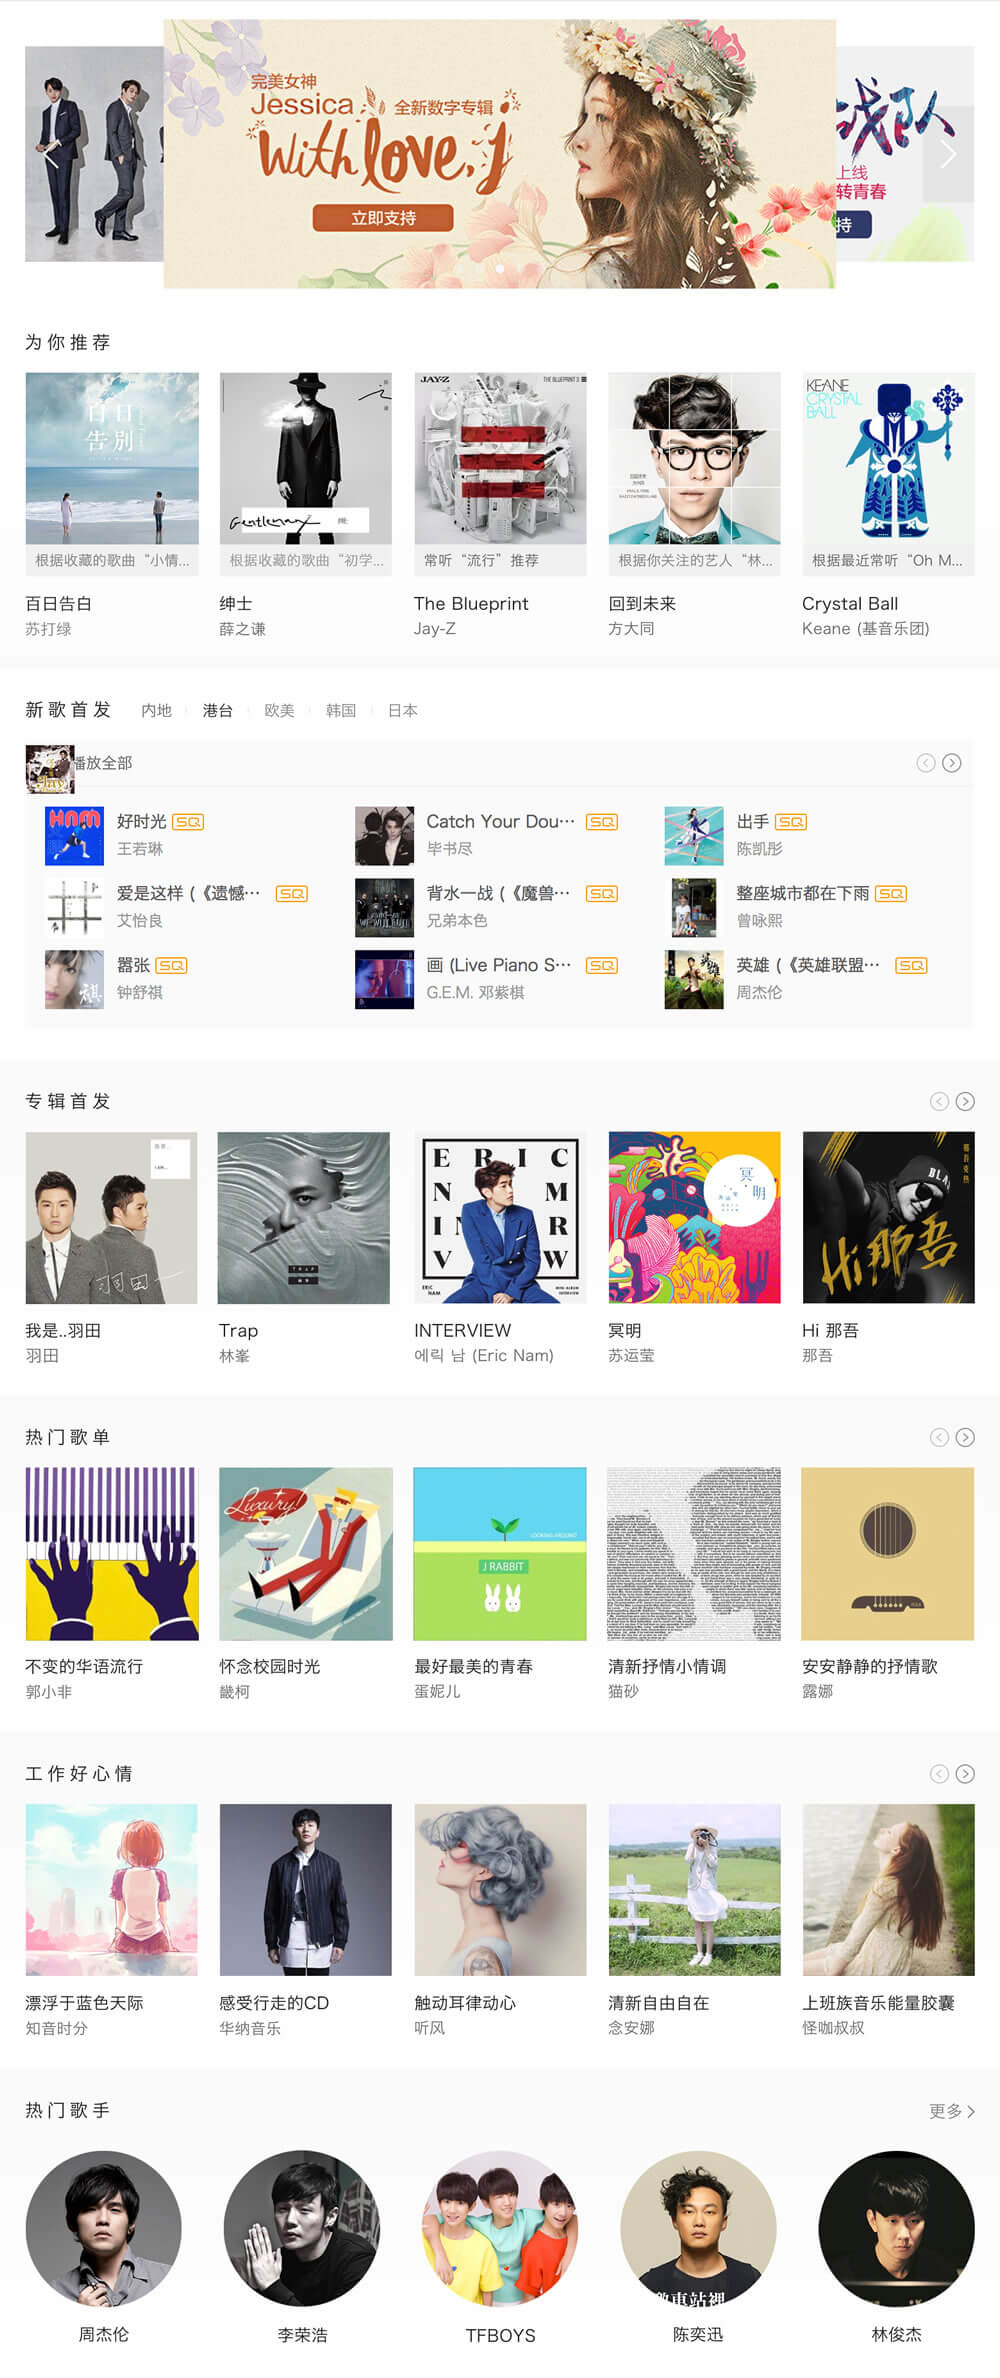 完美女神
Jessica 全新数字专辑
With love, J
立即支持
战队
上线
转青春
持
为你推荐
白日
告別
JAY-Z THE BLUEPRINT 3
KEANE
CRYSTAL
BALL
Gentleman
根据收藏的歌曲“小情...
根据收藏的歌曲“初学...
常听“流行”推荐
根据你关注的艺人“林...
根据最近常听“Oh M...
百日告白
苏打绿
绅士
薛之谦
The Blueprint
Jay-Z
回到未来
方大同
Crystal Ball
Keane (基音乐团)
新歌首发 内地 港台 欧美 韩国 日本
播放全部
好时光 SQ
王若琳
Catch Your Dou… SQ
毕书尽
出手 SQ
陈凯彤
爱是这样 (《遗憾… SQ
艾怡良
背水一战 (《魔兽… SQ
兄弟本色
整座城市都在下雨 SQ
曾咏熙
嚣张 SQ
钟舒祺
画 (Live Piano S… SQ
G.E.M. 邓紫棋
英雄 (《英雄联盟… SQ
周杰伦
专辑首发
羽田
TRAP
ERIC
NAM
INTERVIEW
ERIC
NAM
MINI ALBUM
INTERVIEW
冥明
BLA
Hi 那吾
我是..羽田
羽田
Trap
林峯
INTERVIEW
에릭 남 (Eric Nam)
冥明
苏运莹
Hi 那吾
那吾
热门歌单
Luxury!
LOOKING AROUND
J RABBIT
不变的华语流行
郭小非
怀念校园时光
畿柯
最好最美的青春
蛋妮儿
清新抒情小情调
猫砂
安安静静的抒情歌
露娜
工作好心情
漂浮于蓝色天际
知音时分
感受行走的CD
华纳音乐
触动耳律动心
听风
清新自由自在
念安娜
上班族音乐能量胶囊
怪咖叔叔
热门歌手 更多
周杰伦
李荣浩
TFBOYS
陈奕迅
林俊杰